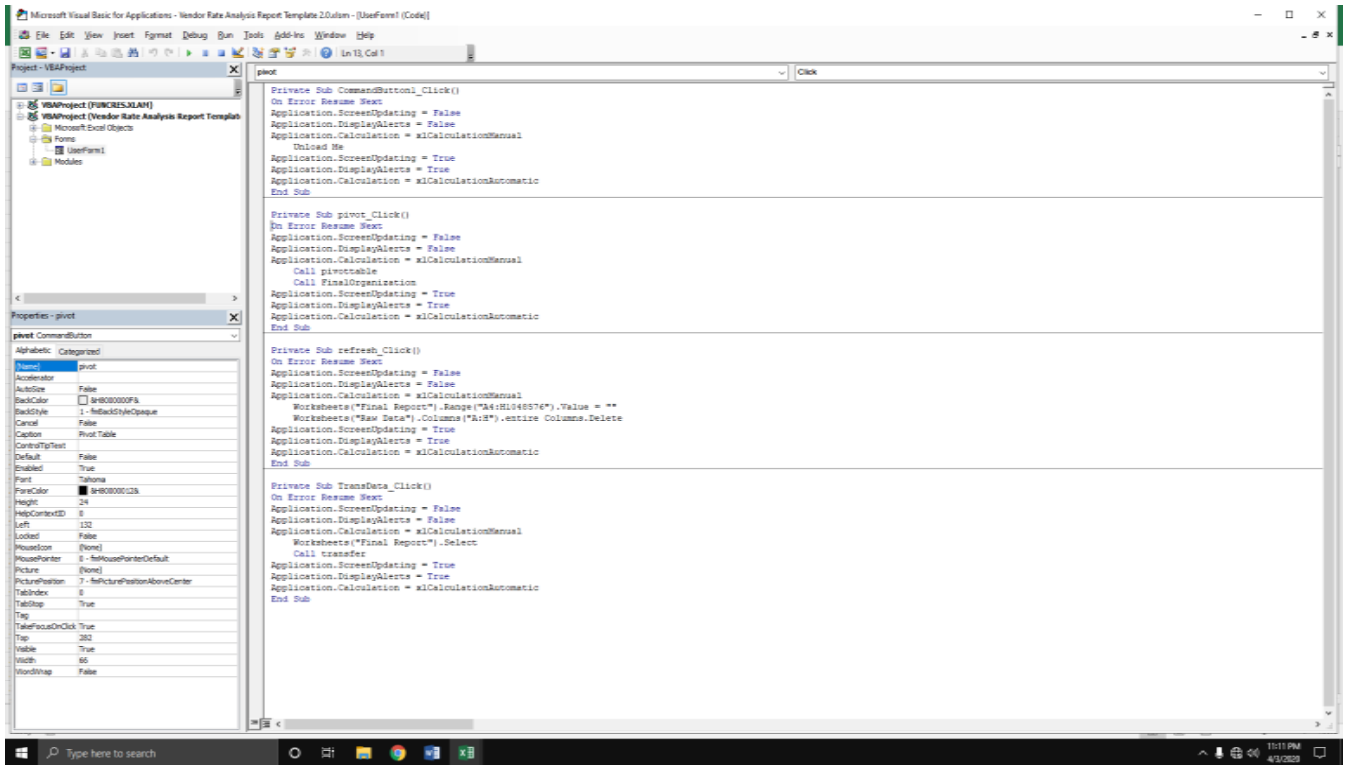 Microsoft Visual Basic for Applications - Vendor Rate Analysis Report Template 2.0.xlsm - [UserForm1 (Code)]
File Edit View Insert Format Debug Run Tools Add-Ins Window Help
Ln 13, Col 1
Project - VBAProject
VBAProject (FUNCRES.XLAM)
VBAProject (Vendor Rate Analysis Report Templat
Microsoft Excel Objects
Forms
UserForm1
Modules
Properties - pivot
pivot CommandButton
Alphabetic Categorized
(Name) pivot
Accelerator
AutoSize False
BackColor &H8000000F&
BackStyle 1 - fmBackStyleOpaque
Cancel False
Caption Pivot Table
ControlTipText
Default False
Enabled True
Font Tahoma
ForeColor &H80000012&
Height 24
HelpContextID 0
Left 132
Locked False
MouseIcon (None)
MousePointer 0 - fmMousePointerDefault
Picture (None)
PicturePosition 7 - fmPicturePositionAboveCenter
TabIndex 0
TabStop True
Tag
TakeFocusOnClick True
Top 282
Visible True
Width 66
WordWrap False
pivot Click
Private Sub CommandButton1_Click()
On Error Resume Next
Application.ScreenUpdating = False
Application.DisplayAlerts = False
Application.Calculation = xlCalculationManual
Unload Me
Application.ScreenUpdating = True
Application.DisplayAlerts = True
Application.Calculation = xlCalculationAutomatic
End Sub
Private Sub pivot_Click()
On Error Resume Next
Application.ScreenUpdating = False
Application.DisplayAlerts = False
Application.Calculation = xlCalculationManual
Call pivottable
Call FinalOrganization
Application.ScreenUpdating = True
Application.DisplayAlerts = True
Application.Calculation = xlCalculationAutomatic
End Sub
Private Sub refresh_Click()
On Error Resume Next
Application.ScreenUpdating = False
Application.DisplayAlerts = False
Application.Calculation = xlCalculationManual
Worksheets("Final Report").Range("A4:H1048576").Value = ""
Worksheets("Raw Data").Columns("A:H").entire Columns.Delete
Application.ScreenUpdating = True
Application.DisplayAlerts = True
Application.Calculation = xlCalculationAutomatic
End Sub
Private Sub TransData_Click()
On Error Resume Next
Application.ScreenUpdating = False
Application.DisplayAlerts = False
Application.Calculation = xlCalculationManual
Worksheets("Final Report").Select
Call transfer
Application.ScreenUpdating = True
Application.DisplayAlerts = True
Application.Calculation = xlCalculationAutomatic
End Sub
Type here to search
11:11 PM
4/3/2020